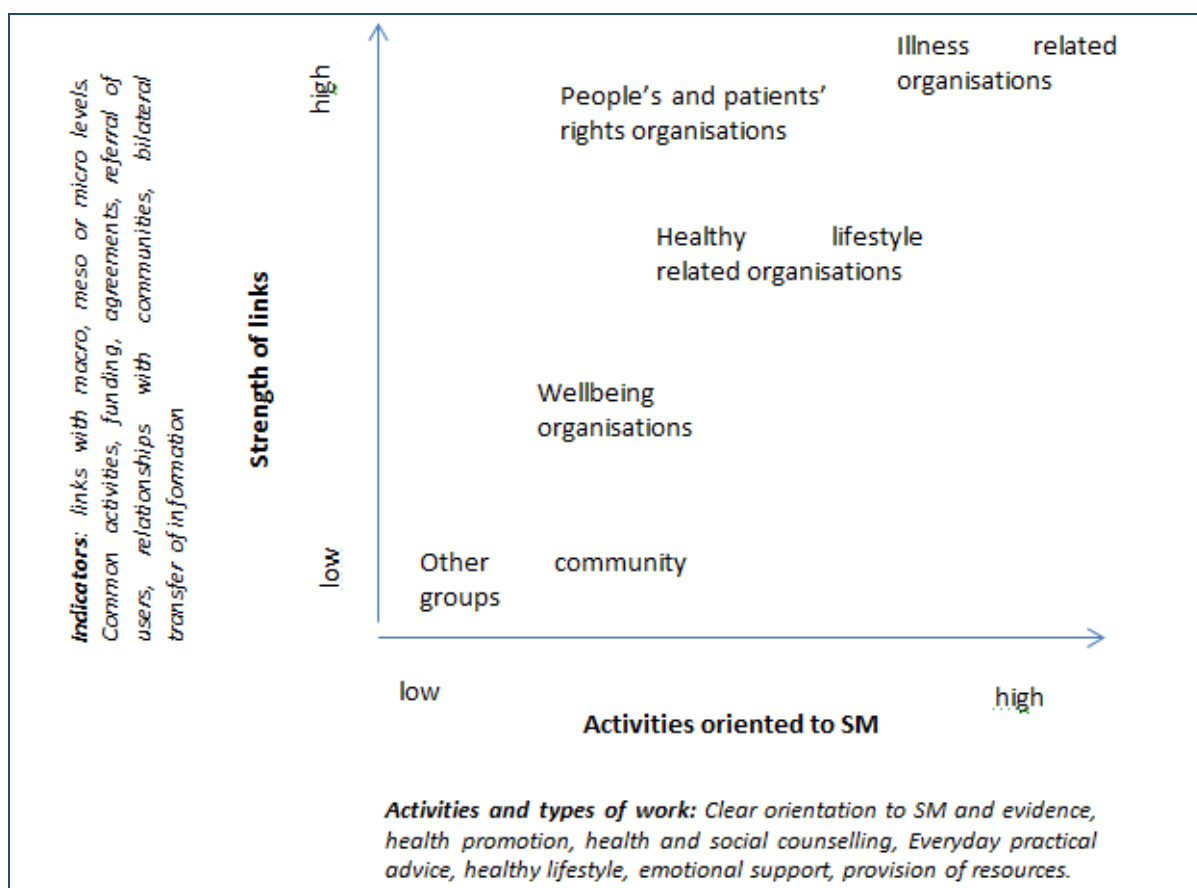 Indicators: links with macro, meso or micro levels.
Common activities, funding, agreements, referral of
users, relationships with communities, bilateral
transfer of information
Strength of links
high
low
Illness related
organisations
People's and patients'
rights organisations
Healthy lifestyle
related organisations
Wellbeing
organisations
Other community
groups
low
high
Activities oriented to SM
Activities and types of work: Clear orientation to SM and evidence,
health promotion, health and social counselling, Everyday practical
advice, healthy lifestyle, emotional support, provision of resources.